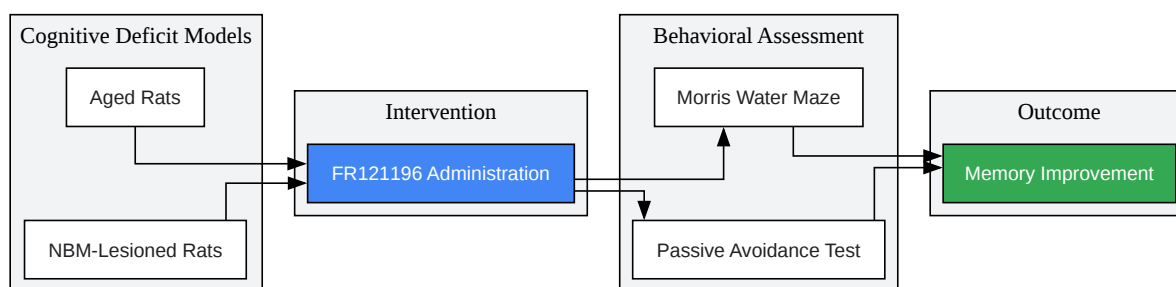 Cognitive Deficit Models
Aged Rats
NBM-Lesioned Rats
Intervention
FR121196 Administration
Behavioral Assessment
Morris Water Maze
Passive Avoidance Test
Outcome
Memory Improvement